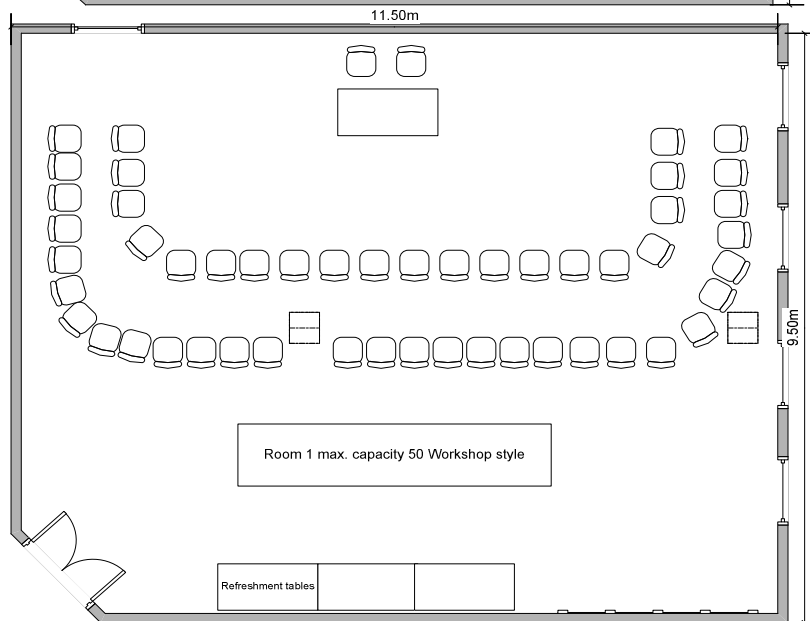 11.50m
9.50m
Room 1 max. capacity 50 Workshop style
Refreshment tables